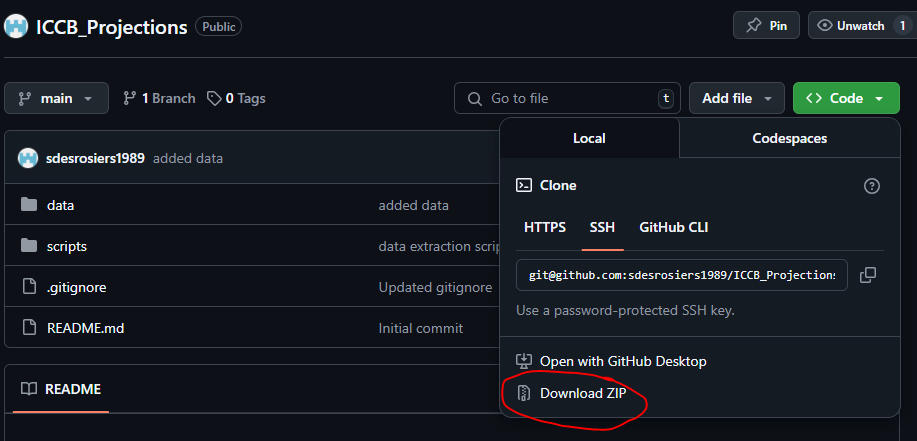 ICCB_Projections Public Pin Unwatch 1
main 1 Branch 0 Tags Go to file t Add file <> Code
Local Codespaces
sdesrosiers1989 added data
Clone
data added data
HTTPS SSH GitHub CLI
scripts data extraction scrip
git@github.com:sdesrosiers1989/ICCB_Projections
.gitignore Updated gitignore
Use a password-protected SSH key.
README.md Initial commit
Open with GitHub Desktop
README
Download ZIP